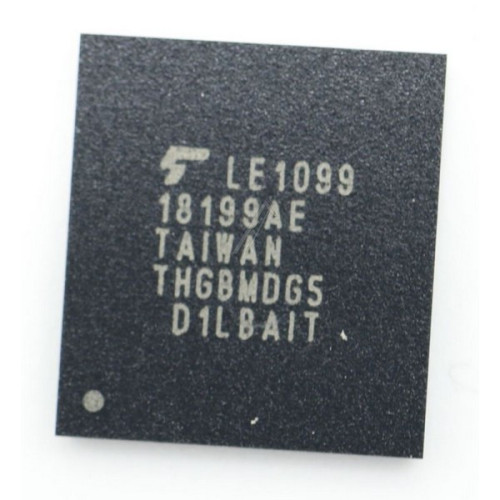 LE1099
18199AE
TAIWAN
THGBMDG5
D1LBAIT